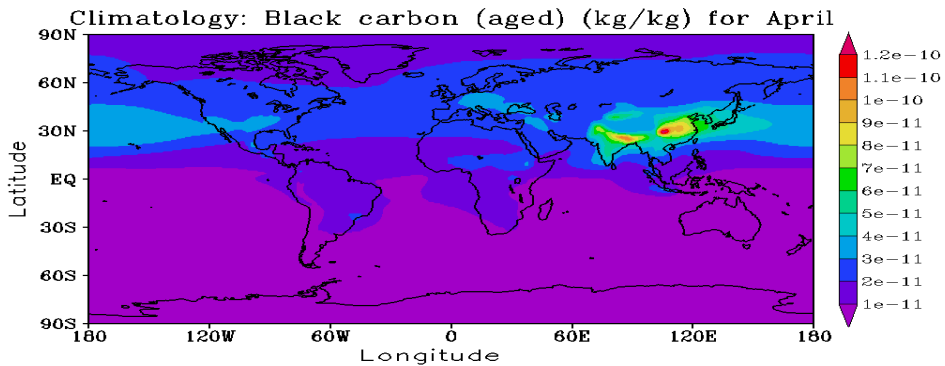 Climatology: Black carbon (aged) (kg/kg) for April
90N
60N
30N
EQ
30S
60S
90S
Latitude
180
120W
60W
0
60E
120E
180
Longitude
1.2e-10
1.1e-10
1e-10
9e-11
8e-11
7e-11
6e-11
5e-11
4e-11
3e-11
2e-11
1e-11